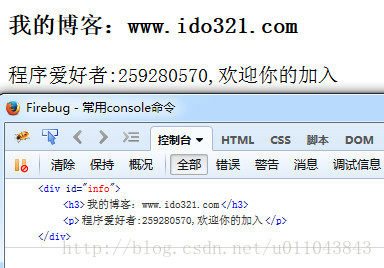 我的博客：www.ido321.com
程序爱好者:259280570,欢迎你的加入
Firebug - 常用console命令
控制台 HTML CSS 脚本 DOM
清除 保持 概况 全部 错误 警告 消息 调试信息
<div id="info">
<h3>我的博客：www.ido321.com</h3>
<p>程序爱好者:259280570,欢迎你的加入</p>
</div>
http://blog.csdn.net/u011043843